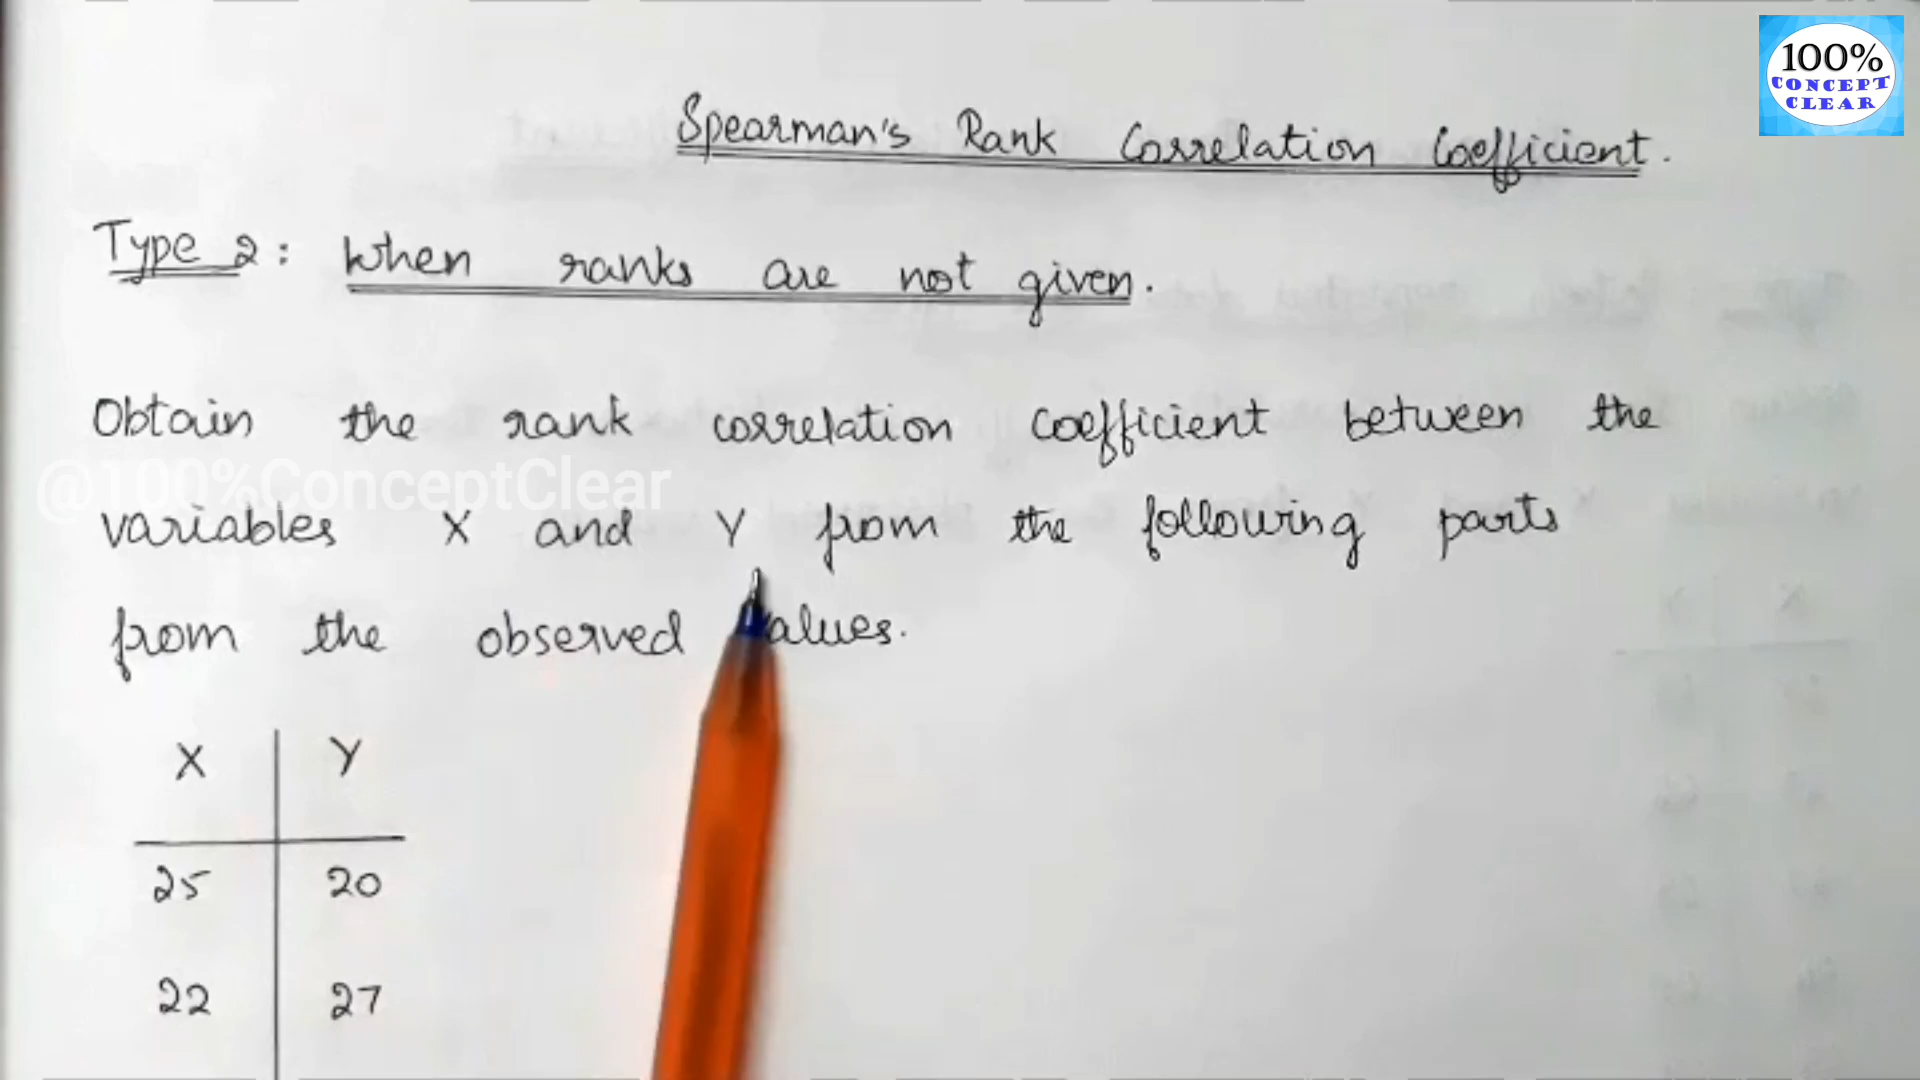 100%
CONCEPT
CLEAR
Spearman's Rank Correlation Coefficient.
Type 2: When ranks are not given.
Obtain the rank correlation coefficient between the
@100%ConceptClear
variables X and Y from the following parts
from the observed values.
X Y
25 20
22 27